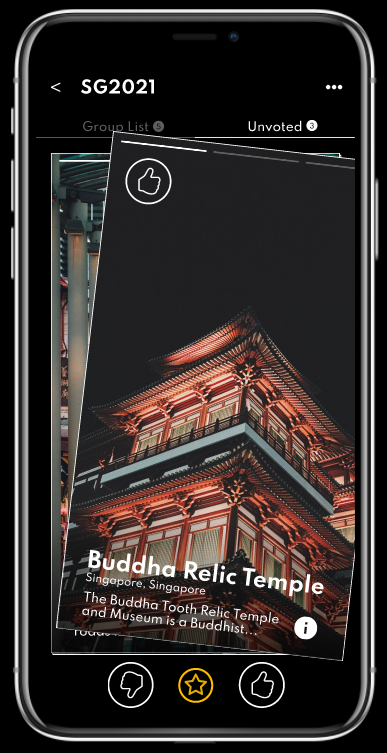 < SG2021
Group List 5
Unvoted 3
Buddha Relic Temple
Singapore, Singapore
The Buddha Tooth Relic Temple
and Museum is a Buddhist...